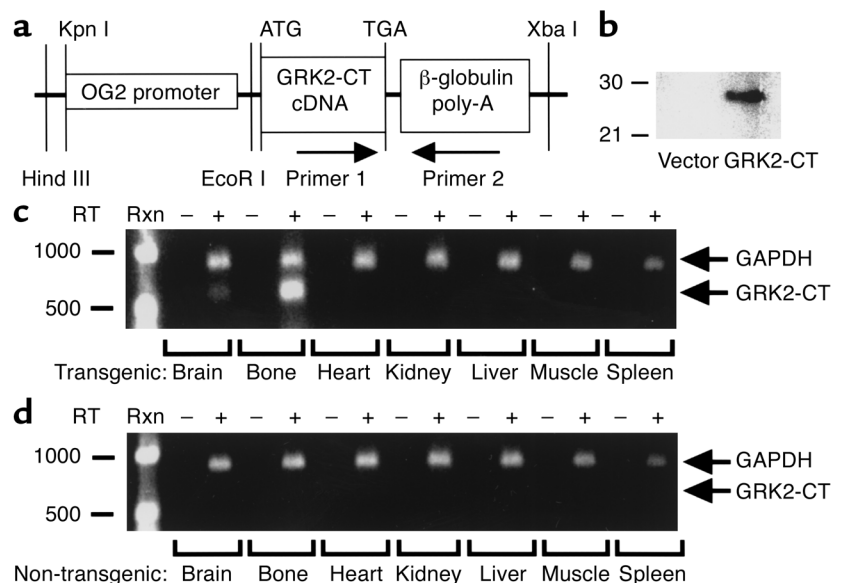 a
Kpn I
ATG
TGA
Xba I
OG2 promoter
GRK2-CT
cDNA
β-globulin
poly-A
Hind III
EcoR I
Primer 1
Primer 2
b
30
21
Vector GRK2-CT
c
RT Rxn – + – + – + – + – + – + – +
1000
500
GAPDH
GRK2-CT
Transgenic: Brain Bone Heart Kidney Liver Muscle Spleen
d
RT Rxn – + – + – + – + – + – + – +
1000
500
GAPDH
GRK2-CT
Non-transgenic: Brain Bone Heart Kidney Liver Muscle Spleen